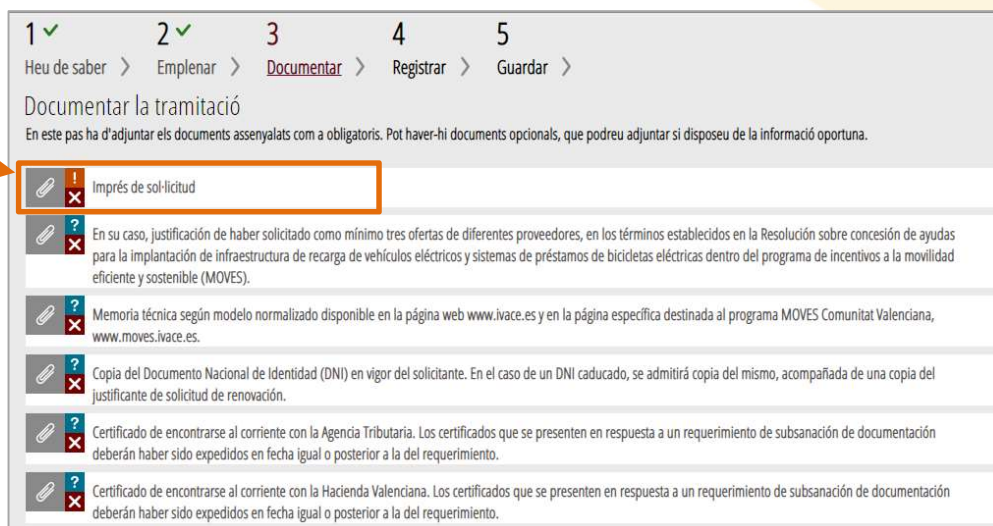 1 2 3 4 5
Heu de saber > Emplenar > Documentar > Registrar > Guardar >
Documentar la tramitació
En este pas ha d'adjuntar els documents assenyalats com a obligatoris. Pot haver-hi documents opcionals, que podreu adjuntar si disposeu de la informació oportuna.
! Imprés de sol·licitud
? En su caso, justificación de haber solicitado como mínimo tres ofertas de diferentes proveedores, en los términos establecidos en la Resolución sobre concesión de ayudas
para la implantación de infraestructura de recarga de vehículos eléctricos y sistemas de préstamos de bicicletas eléctricas dentro del programa de incentivos a la movilidad
eficiente y sostenible (MOVES).
? Memoria técnica según modelo normalizado disponible en la página web www.ivace.es y en la página específica destinada al programa MOVES Comunitat Valenciana,
www.moves.ivace.es.
? Copia del Documento Nacional de Identidad (DNI) en vigor del solicitante. En el caso de un DNI caducado, se admitirá copia del mismo, acompañada de una copia del
justificante de solicitud de renovación.
? Certificado de encontrarse al corriente con la Agencia Tributaria. Los certificados que se presenten en respuesta a un requerimiento de subsanación de documentación
deberán haber sido expedidos en fecha igual o posterior a la del requerimiento.
? Certificado de encontrarse al corriente con la Hacienda Valenciana. Los certificados que se presenten en respuesta a un requerimiento de subsanación de documentación
deberán haber sido expedidos en fecha igual o posterior a la del requerimiento.